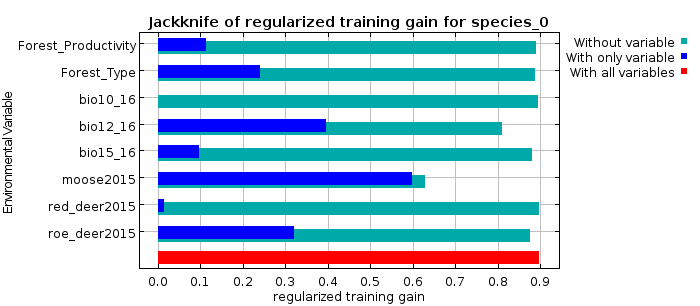 Jackknife of regularized training gain for species_0
Environmental Variable
Forest_Productivity
Forest_Type
bio10_16
bio12_16
bio15_16
moose2015
red_deer2015
roe_deer2015
Without variable
With only variable
With all variables
0.0 0.1 0.2 0.3 0.4 0.5 0.6 0.7 0.8 0.9
regularized training gain